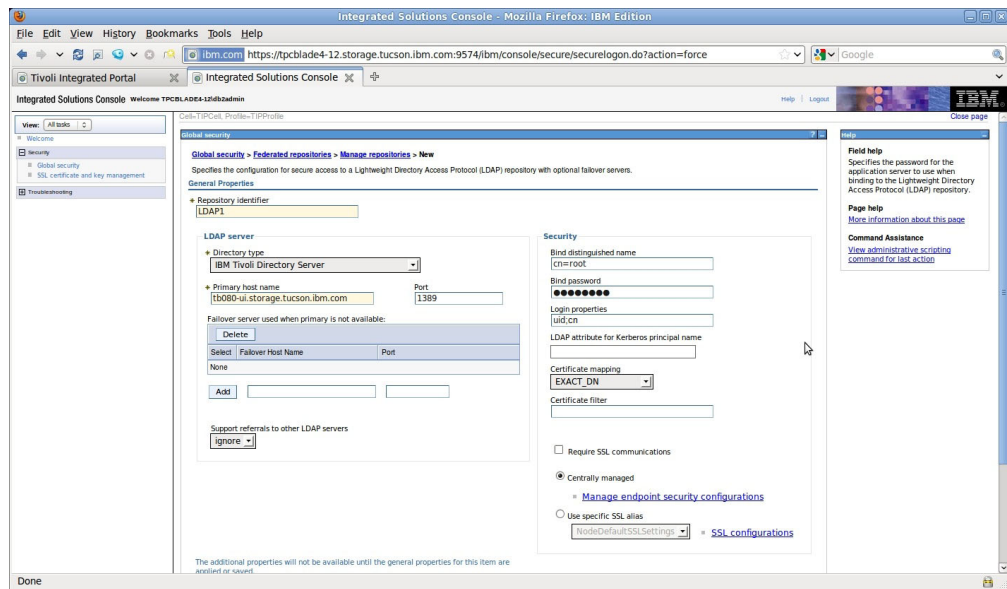 Integrated Solutions Console - Mozilla Firefox: IBM Edition
File Edit View History Bookmarks Tools Help
ibm.com https://tpcblade4-12.storage.tucson.ibm.com:9574/ibm/console/secure/securelogon.do?action=force
Google
Tivoli Integrated Portal
Integrated Solutions Console
Integrated Solutions Console Welcome TPCBLADE4-12\db2admin
Help Logout
IBM
View: All tasks
Welcome
Security
Global security
SSL certificate and key management
Troubleshooting
Cell=TIPCell, Profile=TIPProfile
Close page
Global security
Global security > Federated repositories > Manage repositories > New
Specifies the configuration for secure access to a Lightweight Directory Access Protocol (LDAP) repository with optional failover servers.
General Properties
Repository identifier
LDAP1
LDAP server
Directory type
IBM Tivoli Directory Server
Primary host name
Port
tb080-ui.storage.tucson.ibm.com
1389
Failover server used when primary is not available:
Delete
Select Failover Host Name Port
None
Add
Support referrals to other LDAP servers
ignore
Security
Bind distinguished name
cn=root
Bind password
Login properties
uid;cn
LDAP attribute for Kerberos principal name
Certificate mapping
EXACT_DN
Certificate filter
Require SSL communications
Centrally managed
Manage endpoint security configurations
Use specific SSL alias
NodeDefaultSSLSettings
SSL configurations
The additional properties will not be available until the general properties for this item are
applied or saved.
Help
Field help
Specifies the password for the
application server to use when
binding to the Lightweight Directory
Access Protocol (LDAP) repository.
Page help
More information about this page
Command Assistance
View administrative scripting
command for last action
Done